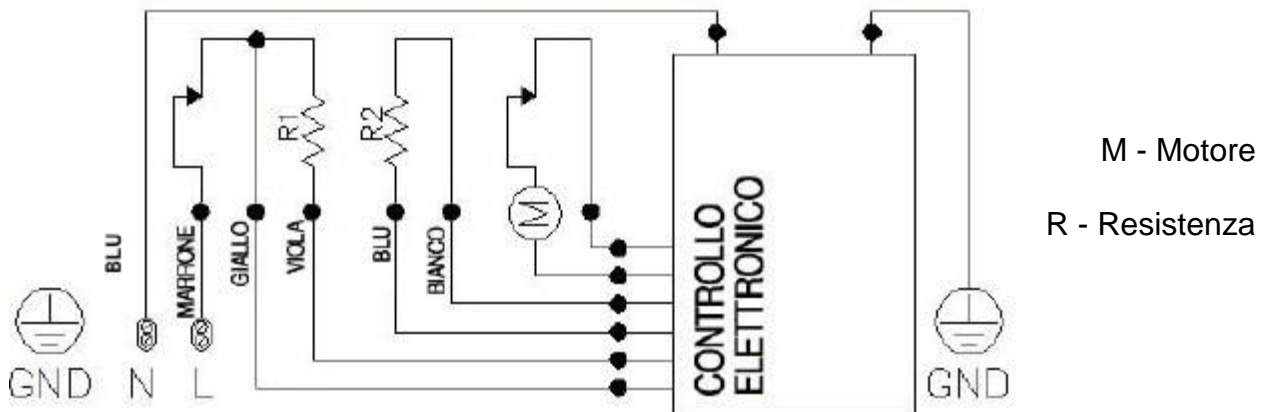 M - Motore
R - Resistenza
R1
R2
M
BLU
MARRONE
GIALLO
VIOLA
BLU
BIANCO
CONTROLLO
ELETTRONICO
GND N L
GND